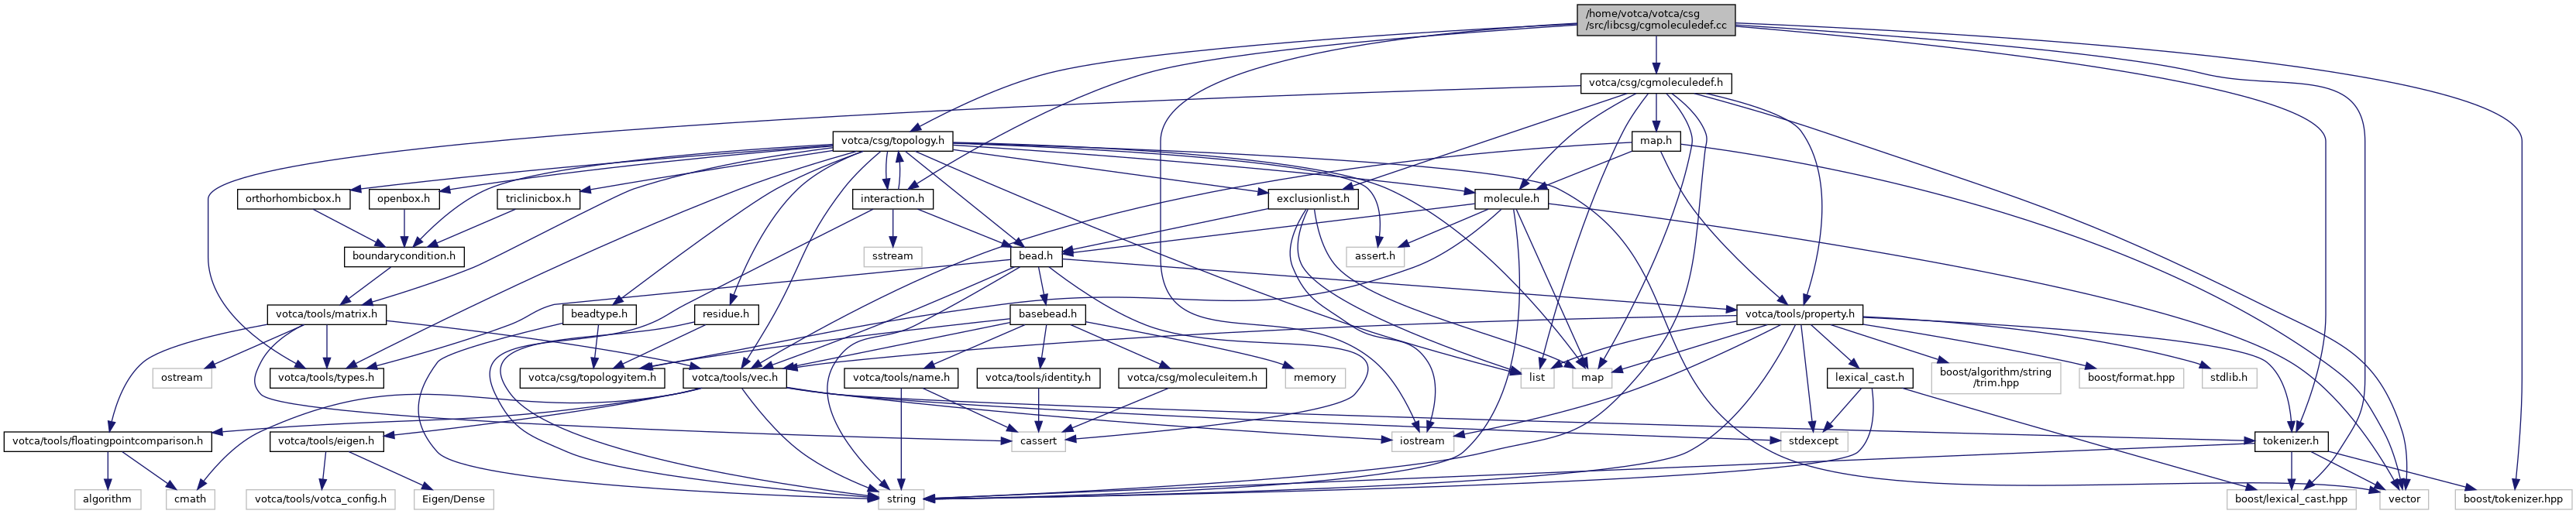 /home/votca/votca/csg
/src/libcsg/cgmoleculedef.cc
votca/csg/cgmoleculedef.h
votca/csg/topology.h
map.h
orthorhombicbox.h
openbox.h
triclinicbox.h
interaction.h
exclusionlist.h
molecule.h
boundarycondition.h
sstream
bead.h
assert.h
votca/tools/matrix.h
beadtype.h
residue.h
basebead.h
votca/tools/property.h
ostream
votca/tools/types.h
votca/csg/topologyitem.h
votca/tools/vec.h
votca/tools/name.h
votca/tools/identity.h
votca/csg/moleculeitem.h
memory
list
map
lexical_cast.h
boost/algorithm/string
/trim.hpp
boost/format.hpp
stdlib.h
votca/tools/floatingpointcomparison.h
votca/tools/eigen.h
cassert
iostream
stdexcept
tokenizer.h
algorithm
cmath
votca/tools/votca_config.h
Eigen/Dense
string
boost/lexical_cast.hpp
vector
boost/tokenizer.hpp